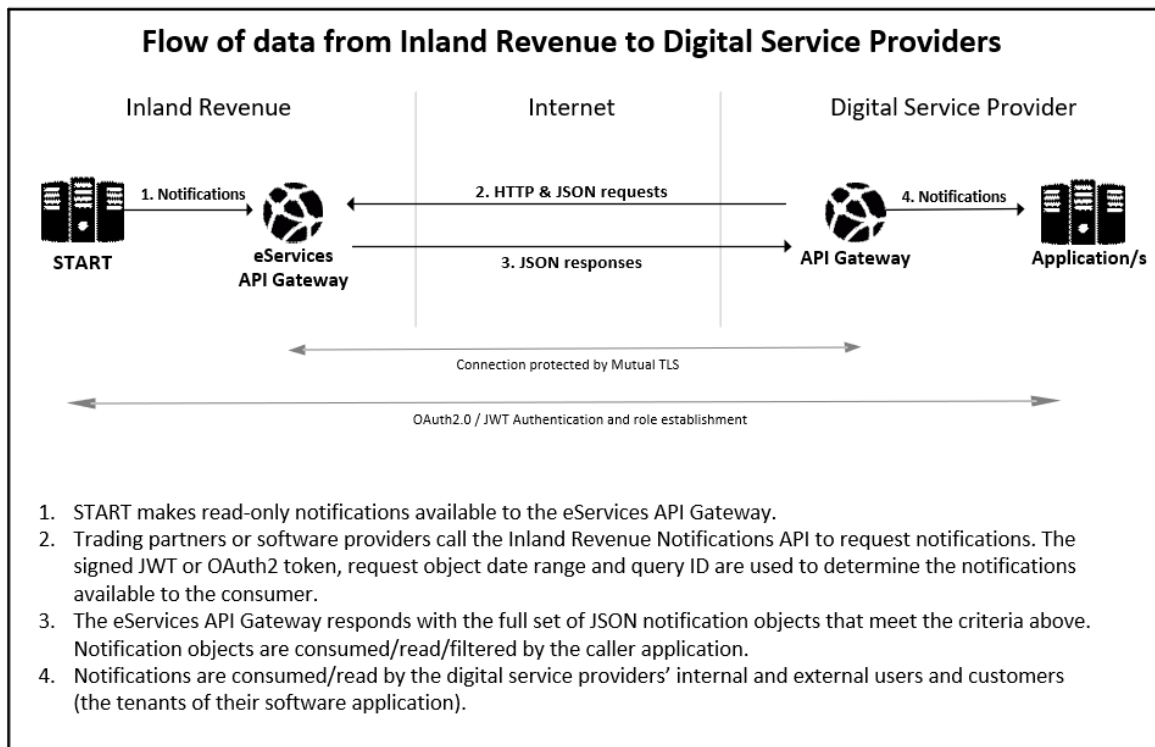 Flow of data from Inland Revenue to Digital Service Providers
Inland Revenue
Internet
Digital Service Provider
1. Notifications
2. HTTP & JSON requests
4. Notifications
3. JSON responses
START
eServices
API Gateway
API Gateway
Application/s
Connection protected by Mutual TLS
OAuth2.0 / JWT Authentication and role establishment
1. START makes read-only notifications available to the eServices API Gateway.
2. Trading partners or software providers call the Inland Revenue Notifications API to request notifications. The
signed JWT or OAuth2 token, request object date range and query ID are used to determine the notifications
available to the consumer.
3. The eServices API Gateway responds with the full set of JSON notification objects that meet the criteria above.
Notification objects are consumed/read/filtered by the caller application.
4. Notifications are consumed/read by the digital service providers’ internal and external users and customers
(the tenants of their software application).